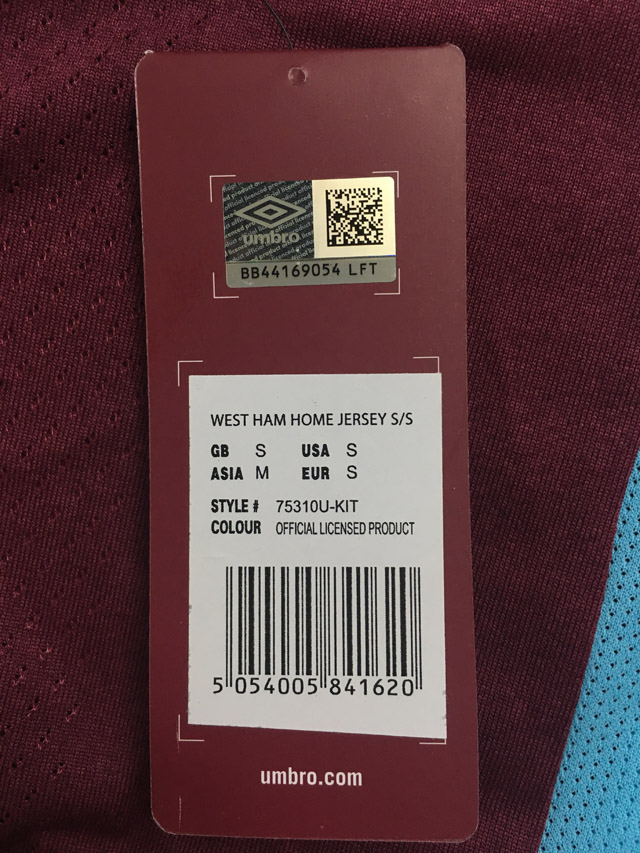 umbro
BB44169054 LFT
WEST HAM HOME JERSEY S/S
GB S USA S
ASIA M EUR S
STYLE # 75310U-KIT
COLOUR OFFICIAL LICENSED PRODUCT
5 054005 841620
umbro.com